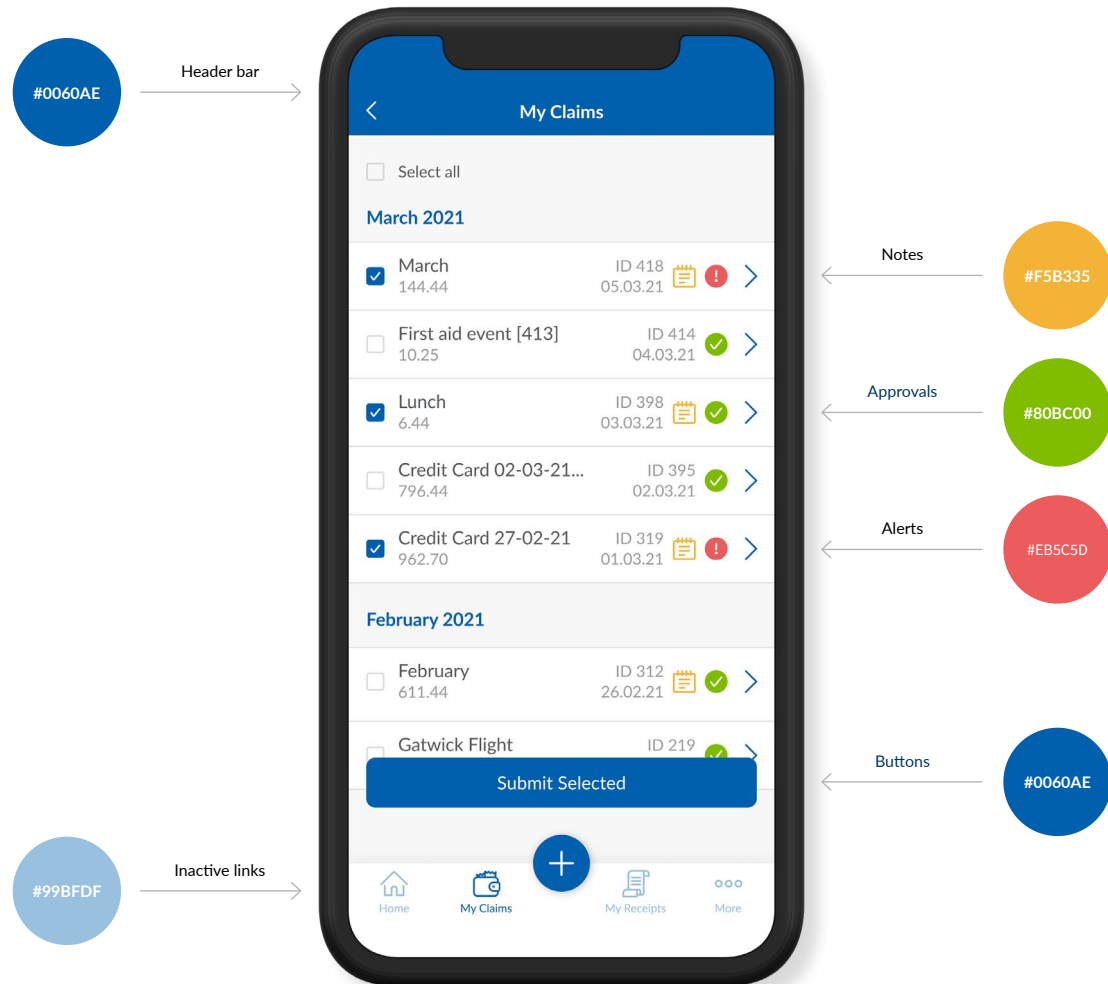 #0060AE
Header bar
My Claims
Select all
March 2021
March
144.44
ID 418
05.03.21
Notes
#F5B335
First aid event [413]
10.25
ID 414
04.03.21
Lunch
6.44
ID 398
03.03.21
Approvals
#80BC00
Credit Card 02-03-21...
796.44
ID 395
02.03.21
Credit Card 27-02-21
962.70
ID 319
01.03.21
Alerts
#EB5C5D
February 2021
February
611.44
ID 312
26.02.21
Gatwick Flight
ID 219
Submit Selected
Buttons
#0060AE
#99BFDF
Inactive links
Home
My Claims
My Receipts
More